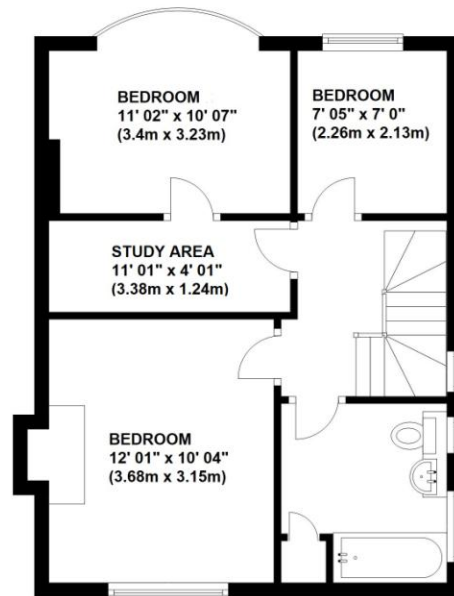 BEDROOM
11' 02" x 10' 07"
(3.4m x 3.23m)
BEDROOM
7' 05" x 7' 0"
(2.26m x 2.13m)
STUDY AREA
11' 01" x 4' 01"
(3.38m x 1.24m)
BEDROOM
12' 01" x 10' 04"
(3.68m x 3.15m)